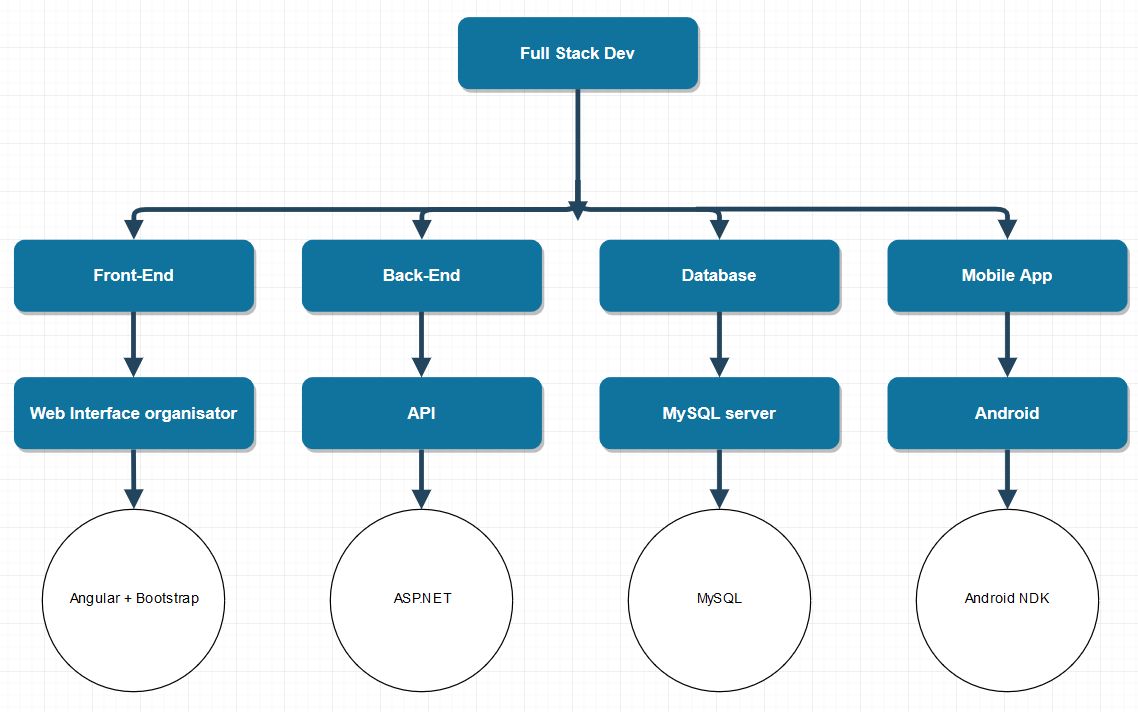 Full Stack Dev
Front-End
Back-End
Database
Mobile App
Web Interface organisator
API
MySQL server
Android
Angular + Bootstrap
ASP.NET
MySQL
Android NDK